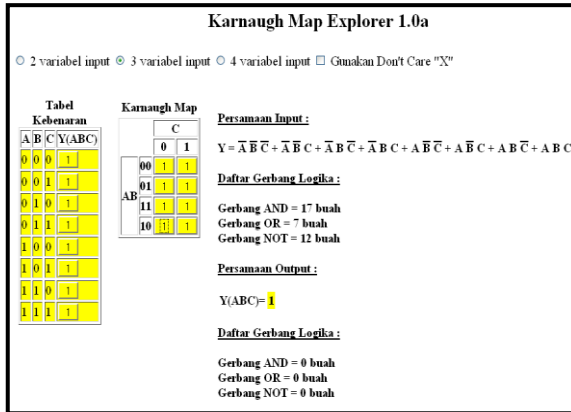 Karnaugh Map Explorer 1.0a
2 variabel input 3 variabel input 4 variabel input Gunakan Don't Care "X"
Tabel
Kebenaran
A B C Y(ABC)
0 0 0 1
0 0 1 1
0 1 0 1
0 1 1 1
1 0 0 1
1 0 1 1
1 1 0 1
1 1 1 1
Karnaugh Map
C
0 1
AB
00 1 1
01 1 1
11 1 1
10 1 1
Persamaan Input :
Y = A̅ B̅ C̅ + A̅ B̅ C + A̅ B C̅ + A̅ B C + A B̅ C̅ + A B̅ C + A B C̅ + A B C
Daftar Gerbang Logika :
Gerbang AND = 17 buah
Gerbang OR = 7 buah
Gerbang NOT = 12 buah
Persamaan Output :
Y(ABC)= 1
Daftar Gerbang Logika :
Gerbang AND = 0 buah
Gerbang OR = 0 buah
Gerbang NOT = 0 buah